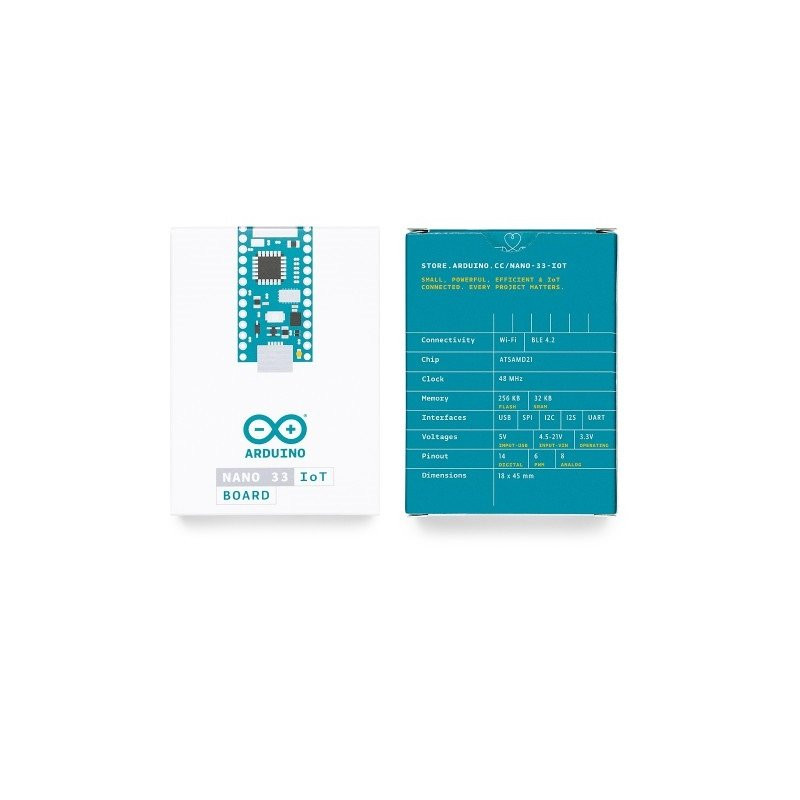 ARDUINO
NANO 33 IoT
BOARD
STORE.ARDUINO.CC/NANO-33-IOT
SMALL, POWERFUL, EFFICIENT & IoT
CONNECTED. EVERY PROJECT MATTERS.
Connectivity Wi-Fi BLE 4.2
Chip ATSAMD21
Clock 48 MHz
Memory 256 KB 32 KB
FLASH SRAM
Interfaces USB SPI I2C I2S UART
Voltages 5V 4.5-21V 3.3V
INPUT-USB INPUT-VIN OPERATING
Pinout 14 6 8
DIGITAL PWM ANALOG
Dimensions 18 x 45 mm